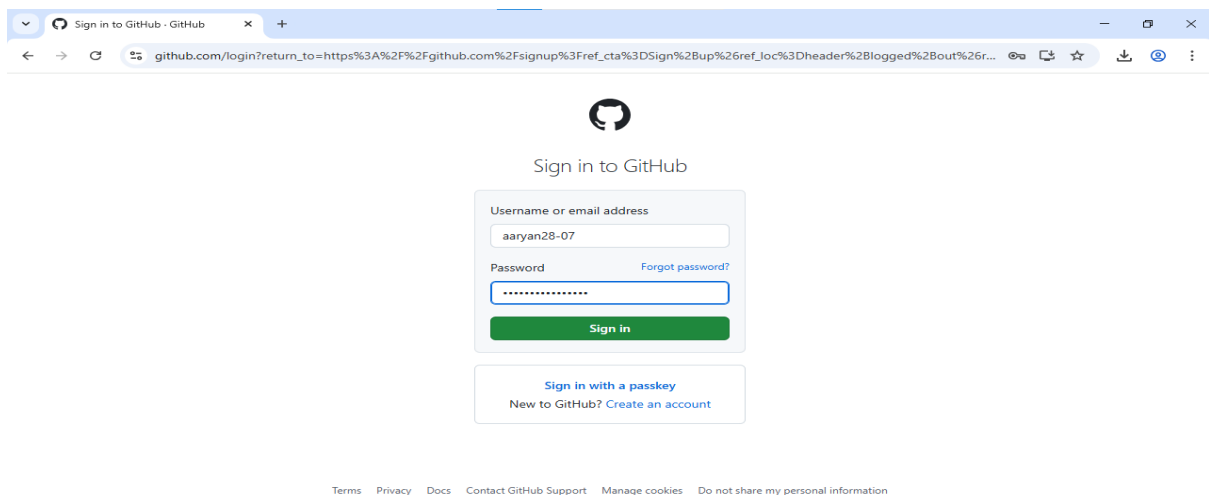 Sign in to GitHub · GitHub
github.com/login?return_to=https%3A%2F%2Fgithub.com%2Fsignup%3Fref_cta%3DSign%2Bup%26ref_loc%3Dheader%2Blogged%2Bout%26r...
Sign in to GitHub
Username or email address
aaryan28-07
Password Forgot password?
••••••••••••••••
Sign in
Sign in with a passkey
New to GitHub? Create an account
Terms Privacy Docs Contact GitHub Support Manage cookies Do not share my personal information